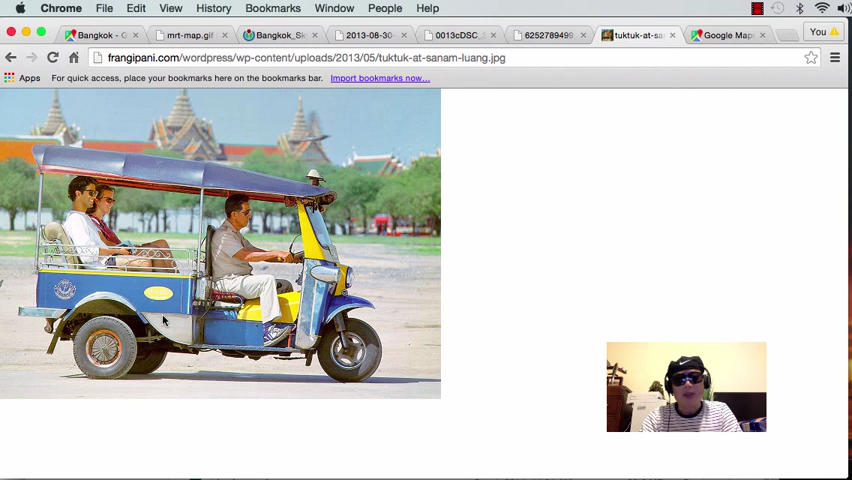 Chrome File Edit View History Bookmarks Window People Help
Bangkok - G
mrt-map.gif
Bangkok_Sk
2013-08-30-
0013cDSC_
6252789499
tuktuk-at-sa
Google Map
You
frangipani.com/wordpress/wp-content/uploads/2013/05/tuktuk-at-sanam-luang.jpg
Apps For quick access, place your bookmarks here on the bookmarks bar. Import bookmarks now…